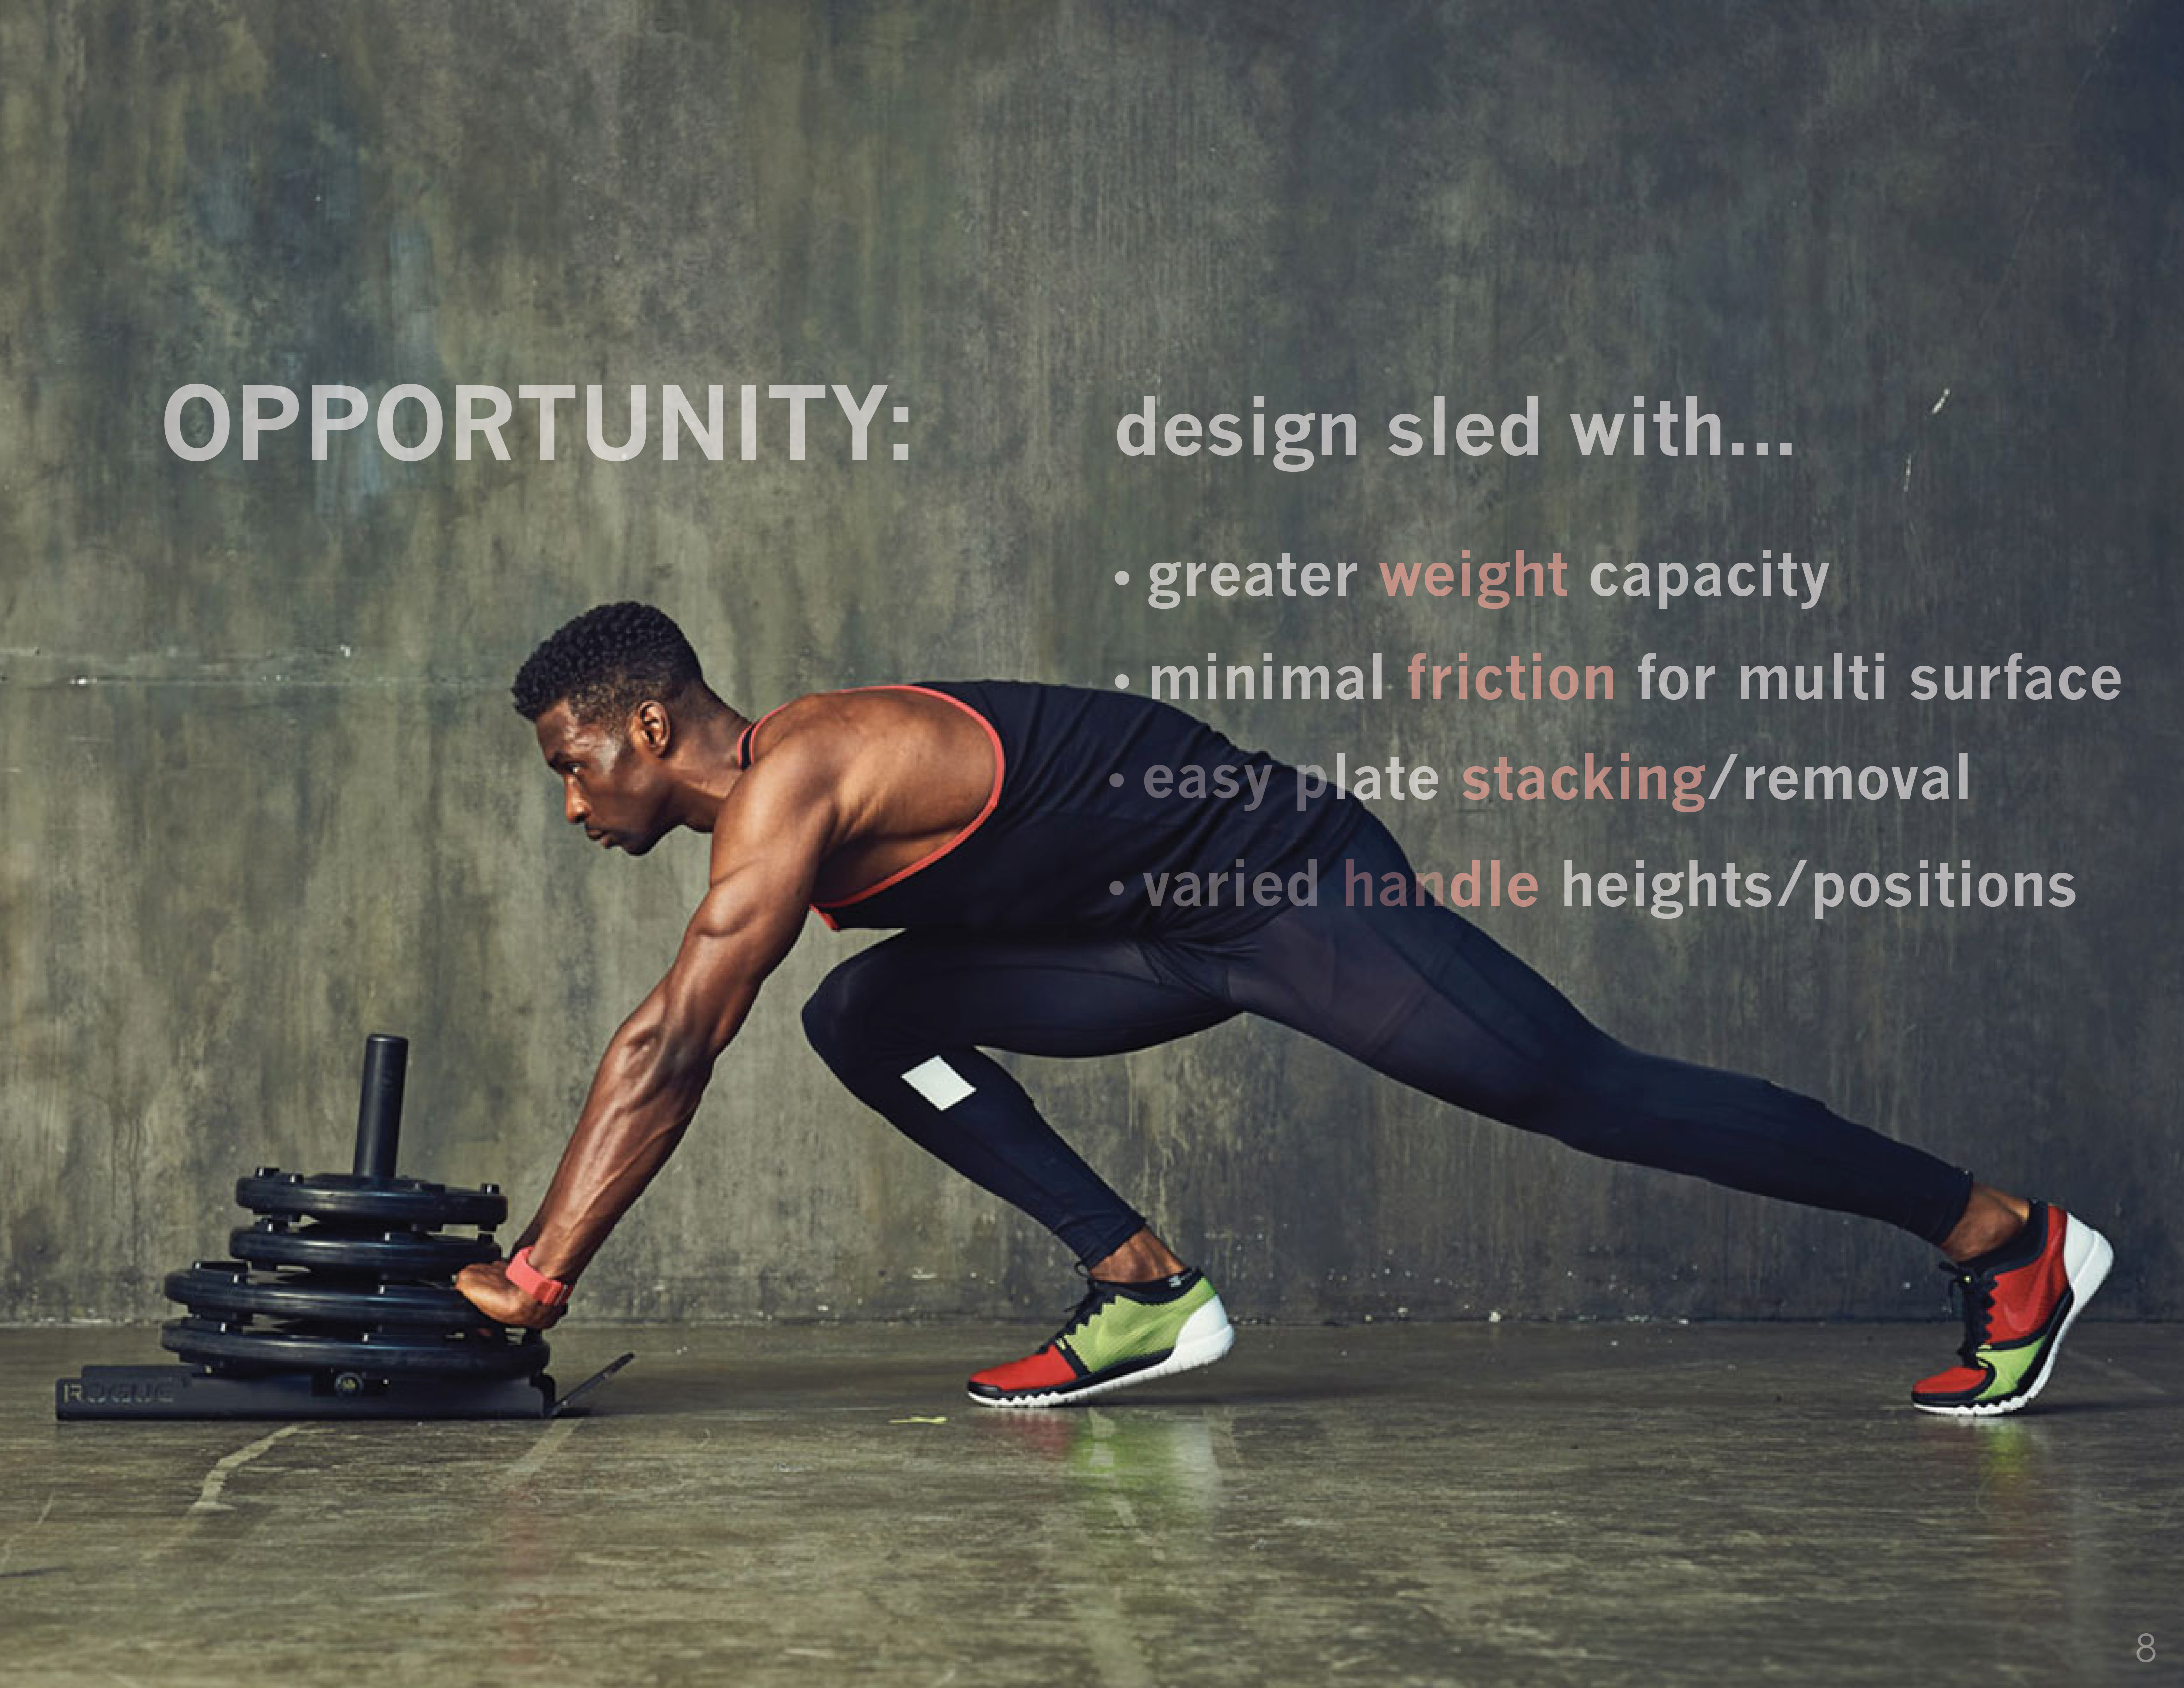 OPPORTUNITY:
design sled with...
• greater weight capacity
• minimal friction for multi surface
• easy plate stacking/removal
• varied handle heights/positions
ROGUE
8